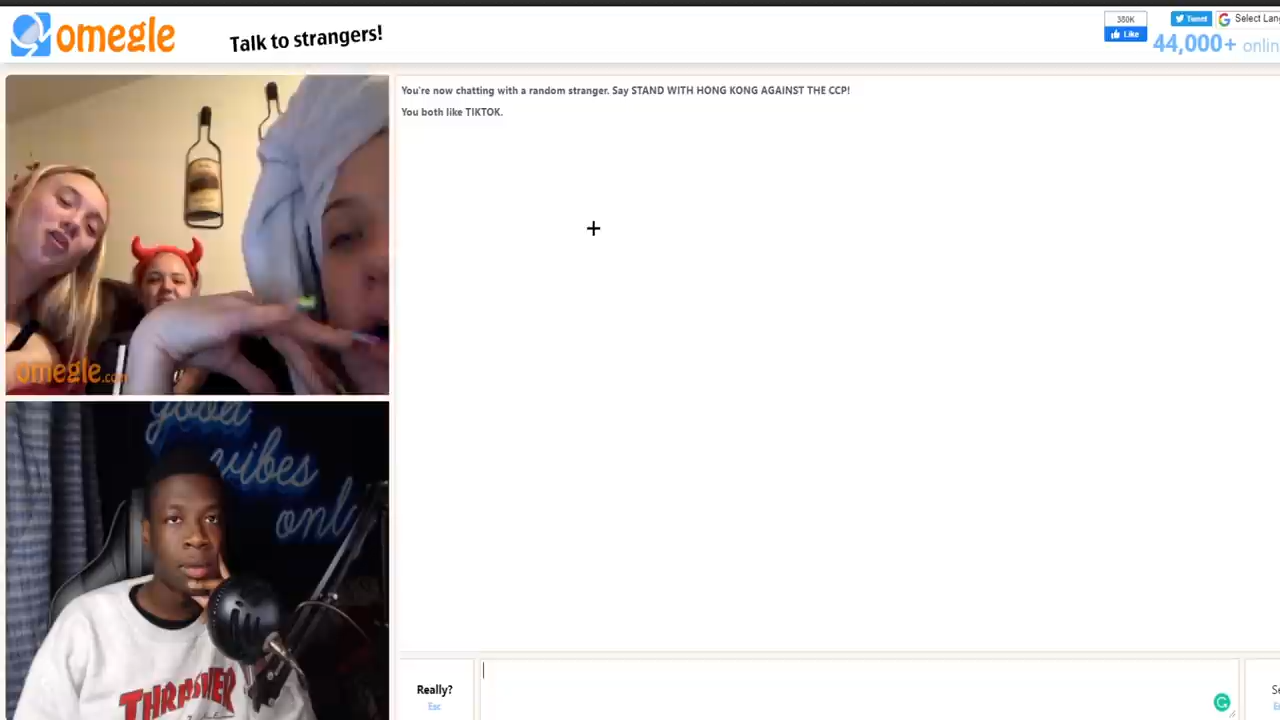 omegle
Talk to strangers!
380K
Like
Tweet
Select Lang
44,000+ onlin
You're now chatting with a random stranger. Say STAND WITH HONG KONG AGAINST THE CCP!
You both like TIKTOK.
omegle.com
good
vibes
onl
THRASHER
Really?
Esc
Se